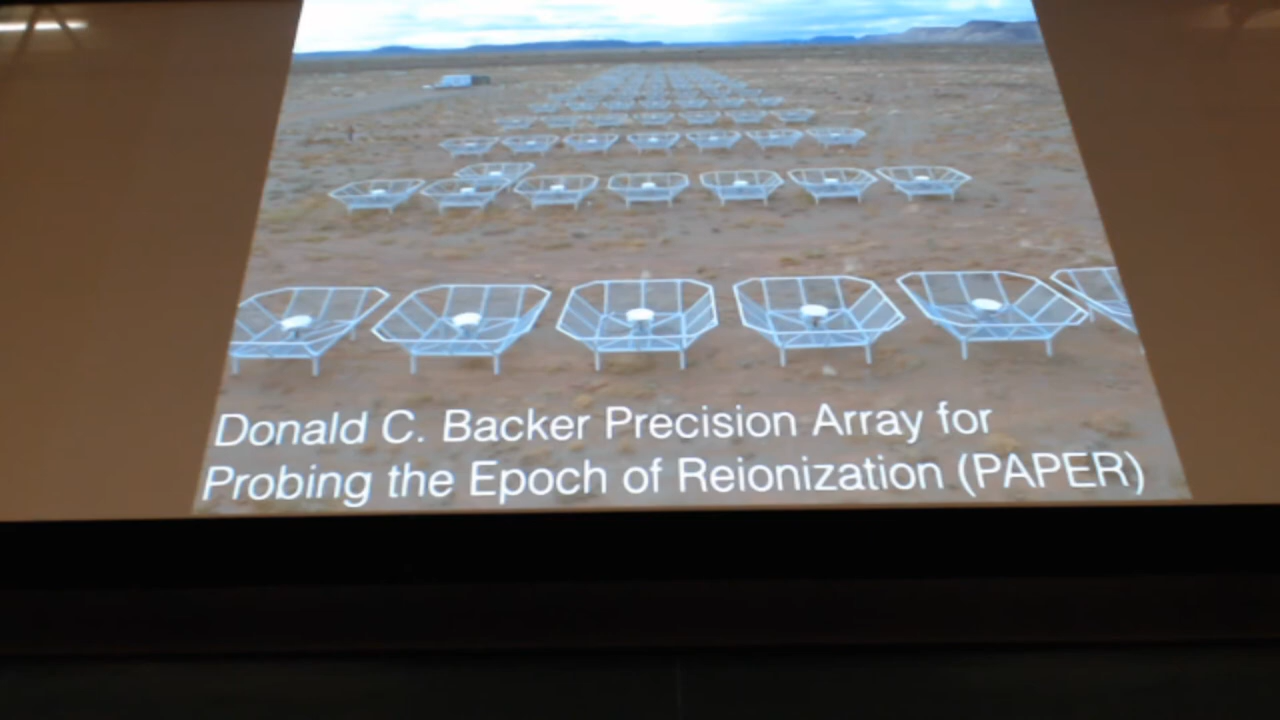 Donald C. Backer Precision Array for
Probing the Epoch of Reionization (PAPER)